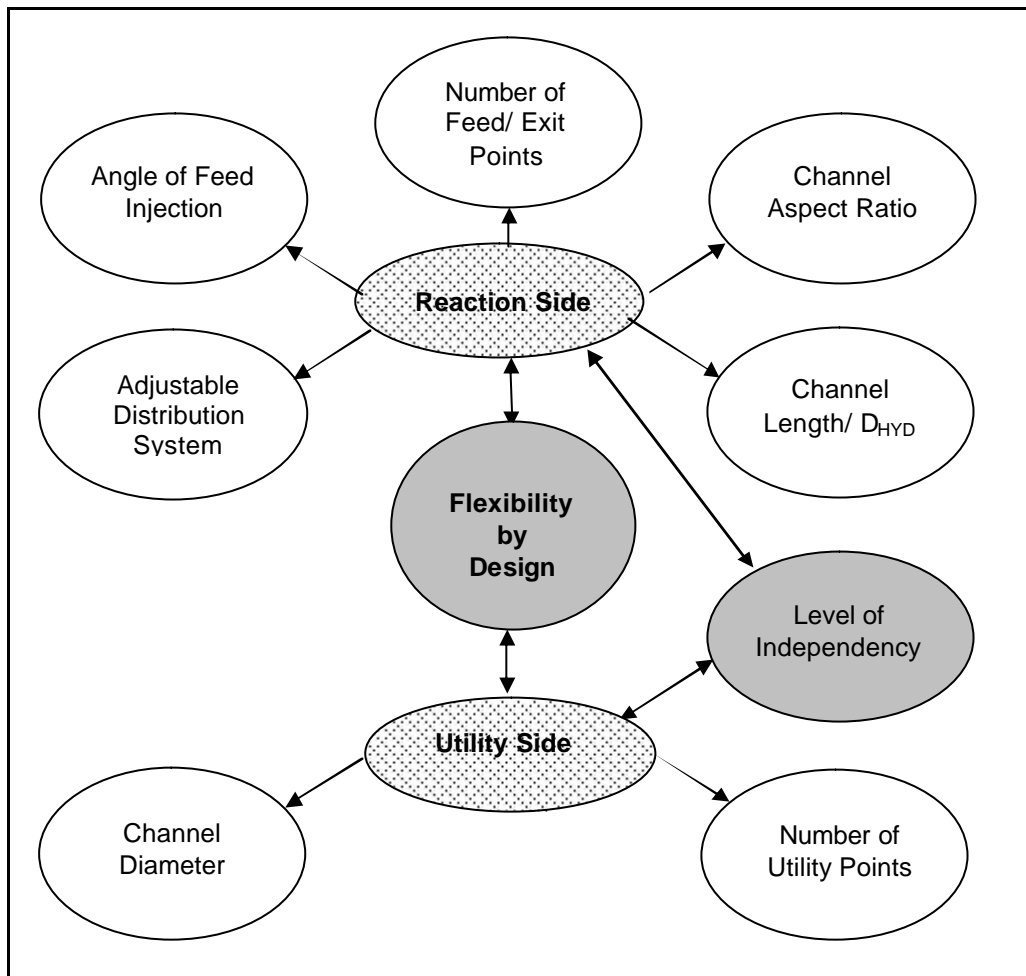 Number of
Feed/ Exit
Points
Angle of Feed
Injection
Channel
Aspect Ratio
Reaction Side
Adjustable
Distribution
System
Channel
Length/ D_HYD
Flexibility
by
Design
Level of
Independency
Utility Side
Channel
Diameter
Number of
Utility Points